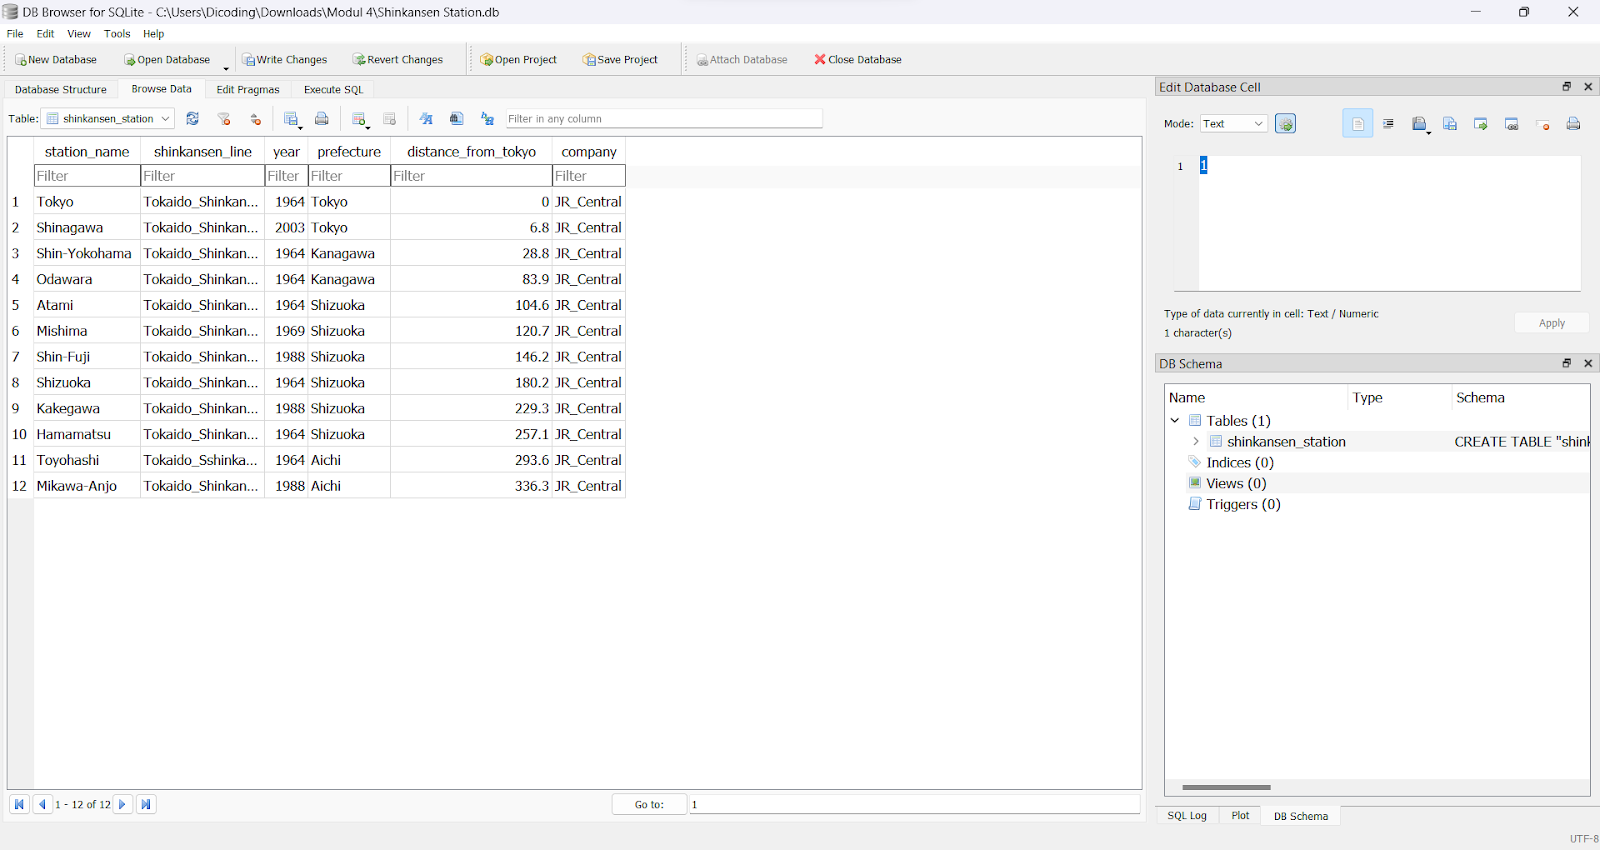 DB Browser for SQLite - C:\Users\Dicoding\Downloads\Modul 4\Shinkansen Station.db
File Edit View Tools Help
New Database Open Database Write Changes Revert Changes Open Project Save Project Attach Database Close Database
Database Structure Browse Data Edit Pragmas Execute SQL
Table: shinkansen_station Filter in any column
station_name shinkansen_line year prefecture distance_from_tokyo company
Filter Filter Filter Filter Filter Filter
1 Tokyo Tokaido_Shinkan... 1964 Tokyo 0 JR_Central
2 Shinagawa Tokaido_Shinkan... 2003 Tokyo 6.8 JR_Central
3 Shin-Yokohama Tokaido_Shinkan... 1964 Kanagawa 28.8 JR_Central
4 Odawara Tokaido_Shinkan... 1964 Kanagawa 83.9 JR_Central
5 Atami Tokaido_Shinkan... 1964 Shizuoka 104.6 JR_Central
6 Mishima Tokaido_Shinkan... 1969 Shizuoka 120.7 JR_Central
7 Shin-Fuji Tokaido_Shinkan... 1988 Shizuoka 146.2 JR_Central
8 Shizuoka Tokaido_Shinkan... 1964 Shizuoka 180.2 JR_Central
9 Kakegawa Tokaido_Shinkan... 1988 Shizuoka 229.3 JR_Central
10 Hamamatsu Tokaido_Shinkan... 1964 Shizuoka 257.1 JR_Central
11 Toyohashi Tokaido_Sshinka... 1964 Aichi 293.6 JR_Central
12 Mikawa-Anjo Tokaido_Shinkan... 1988 Aichi 336.3 JR_Central
1 - 12 of 12 Go to: 1
Edit Database Cell
Mode: Text
1 1
Type of data currently in cell: Text / Numeric
1 character(s)
Apply
DB Schema
Name Type Schema
Tables (1)
shinkansen_station CREATE TABLE "shink
Indices (0)
Views (0)
Triggers (0)
SQL Log Plot DB Schema
UTF-8